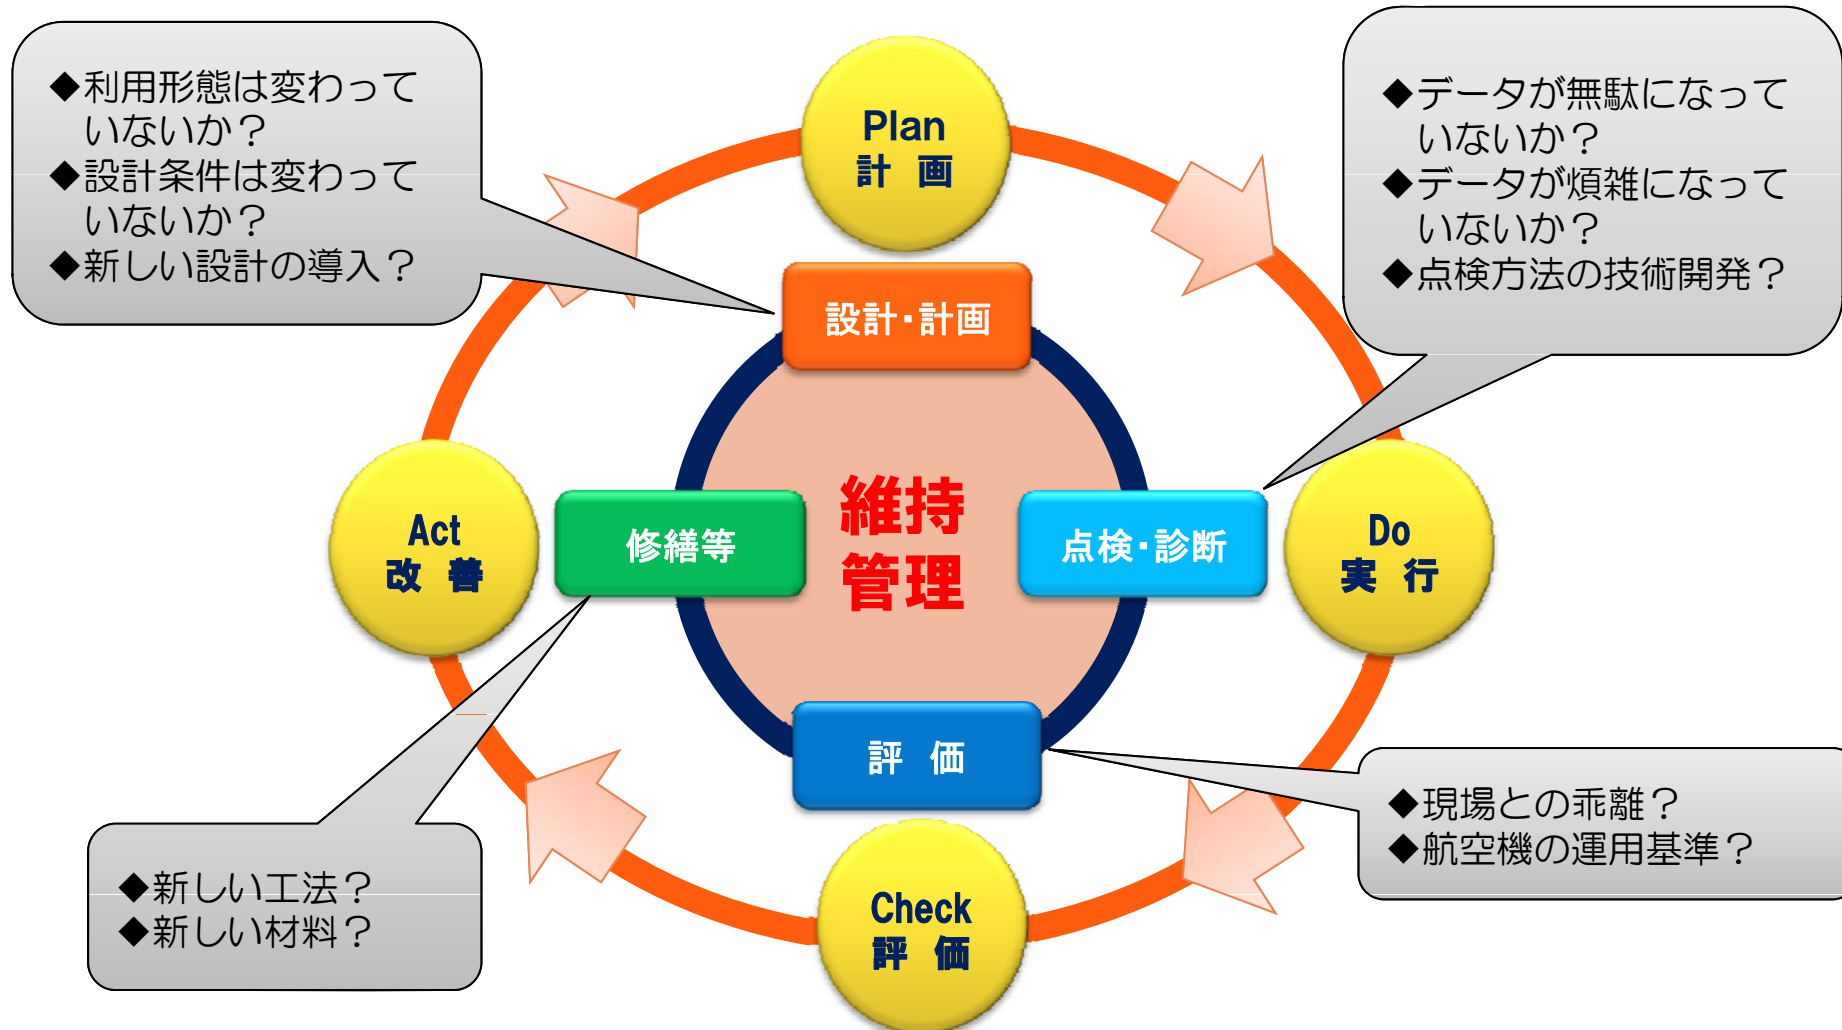 ◆利用形態は変わって
いないか?
◆設計条件は変わって
いないか?
◆新しい設計の導入?
Plan
計 画
◆データが無駄になって
いないか?
◆データが煩雑になって
いないか?
◆点検方法の技術開発?
設計・計画
Act
改 善
修繕等
維持
管理
点検・診断
Do
実 行
評 価
◆現場との乖離?
◆航空機の運用基準?
◆新しい工法?
◆新しい材料?
Check
評 価